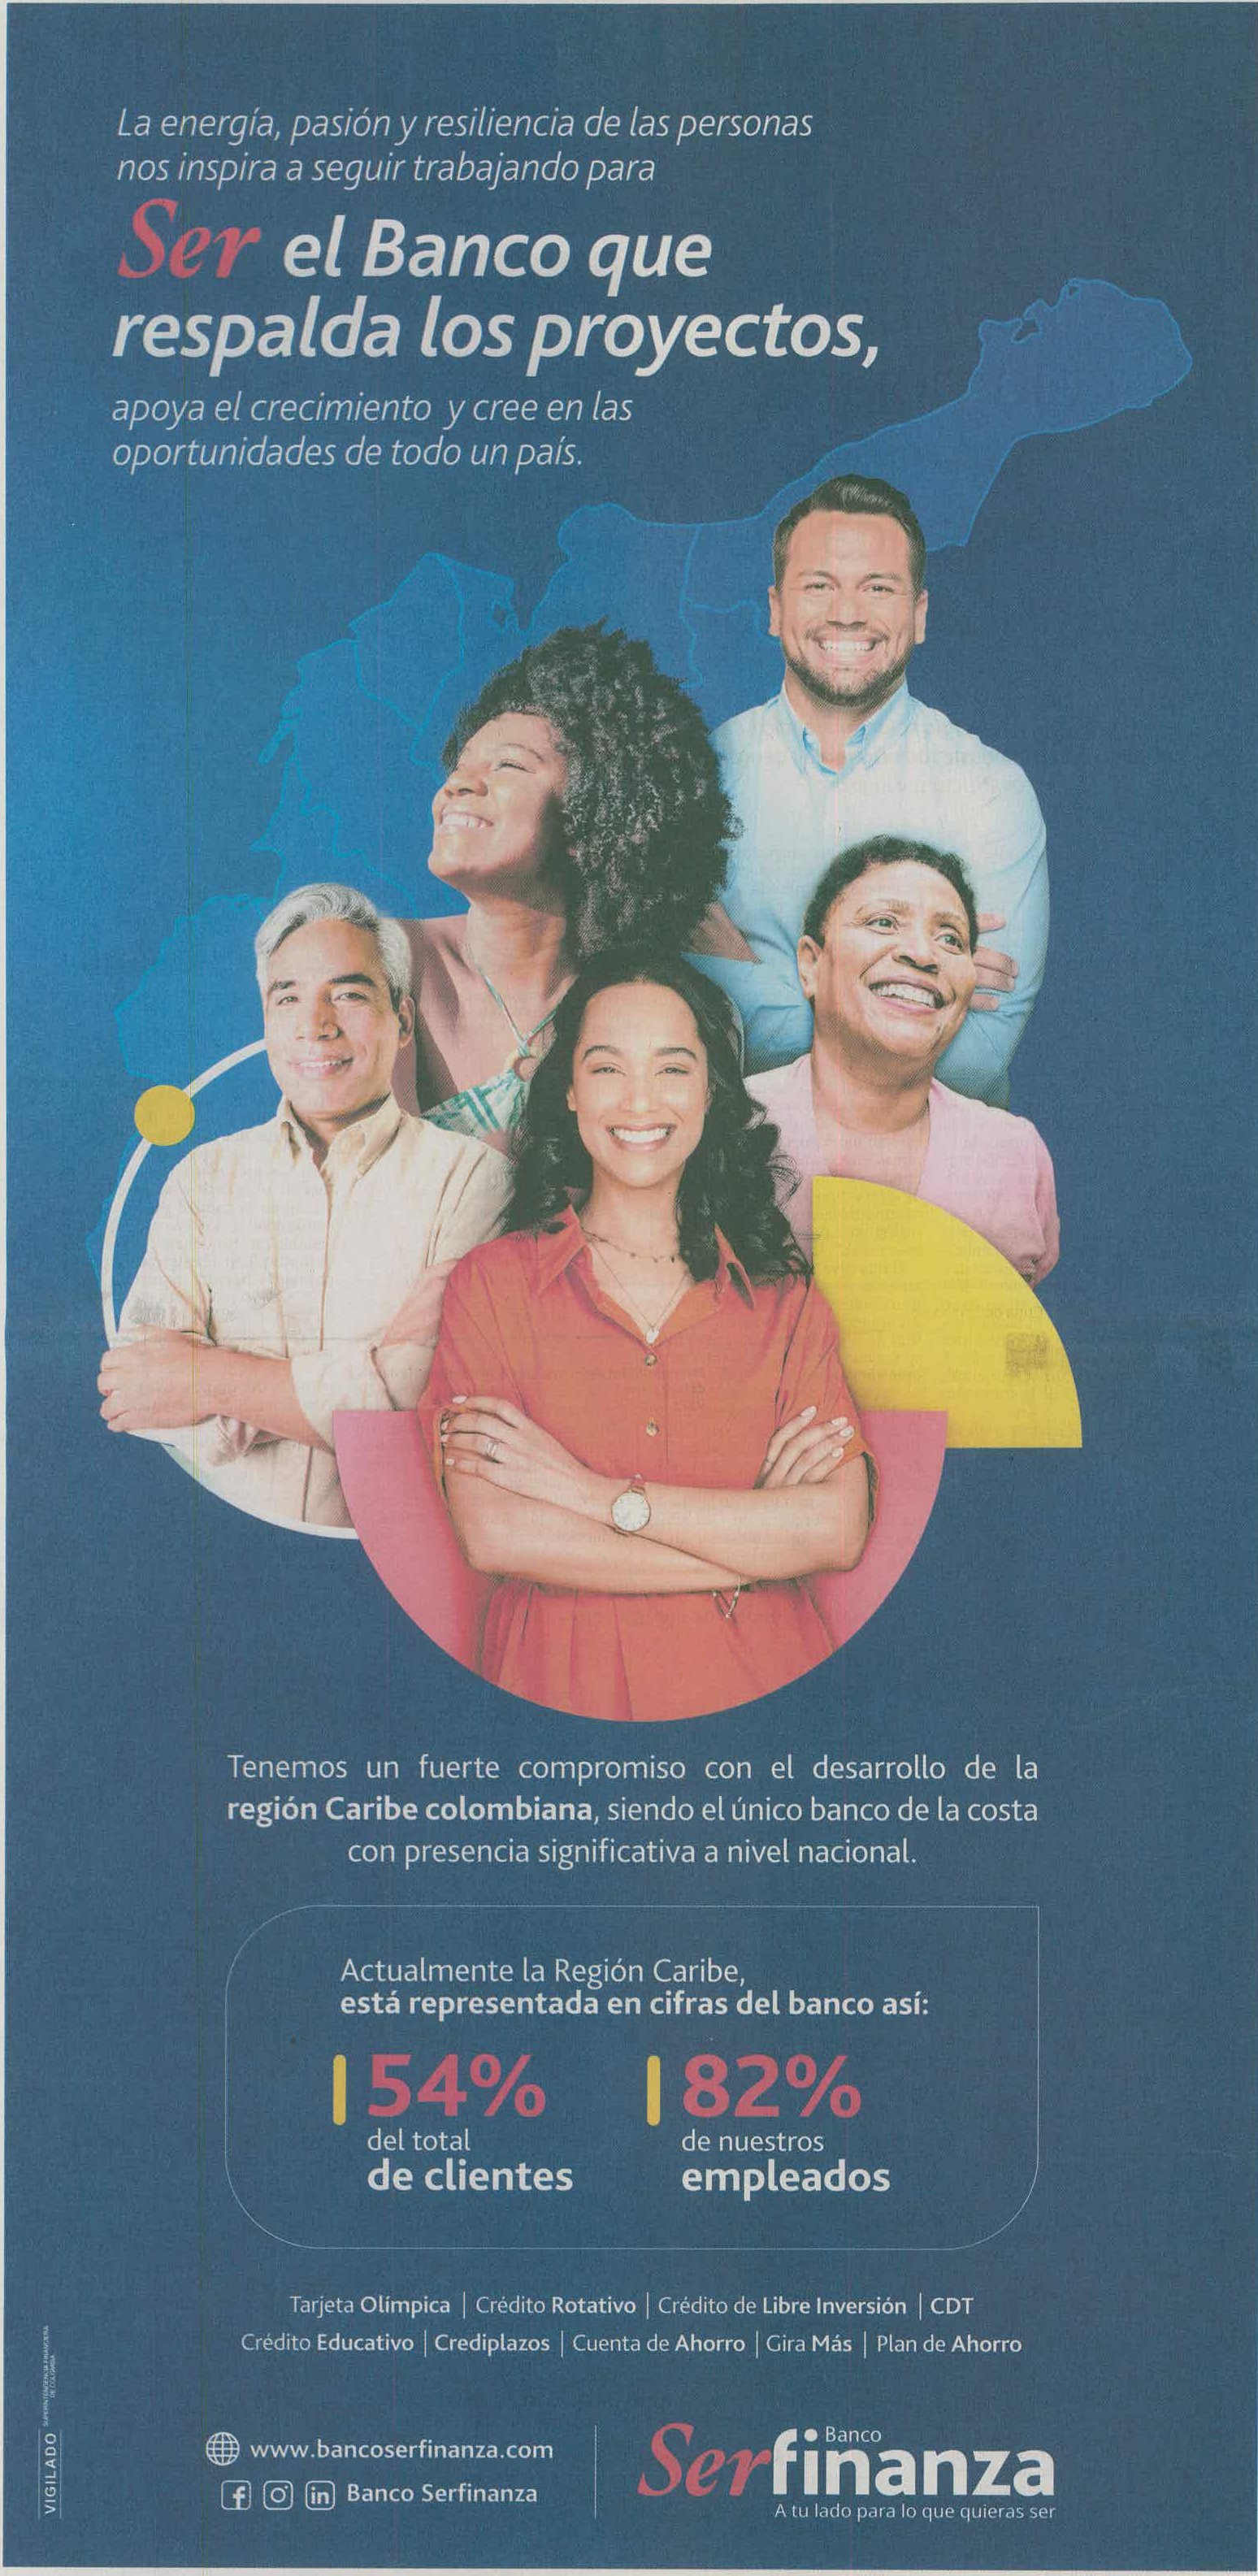 La energía, pasión y resiliencia de las personas
nos inspira a seguir trabajando para
Ser el Banco que
respalda los proyectos,
apoya el crecimiento y cree en las
oportunidades de todo un país.
Tenemos un fuerte compromiso con el desarrollo de la
región Caribe colombiana, siendo el único banco de la costa
con presencia significativa a nivel nacional.
Actualmente la Región Caribe,
está representada en cifras del banco así:
54%
del total
de clientes
82%
de nuestros
empleados
Tarjeta Olímpica | Crédito Rotativo | Crédito de Libre Inversión | CDT
Crédito Educativo | Crediplazos | Cuenta de Ahorro | Gira Más | Plan de Ahorro
VIGILADO
SUPERINTENDENCIA FINANCIERA
DE COLOMBIA
www.bancoserfinanza.com
Banco Serfinanza
Banco
Serfinanza
A tu lado para lo que quieras ser